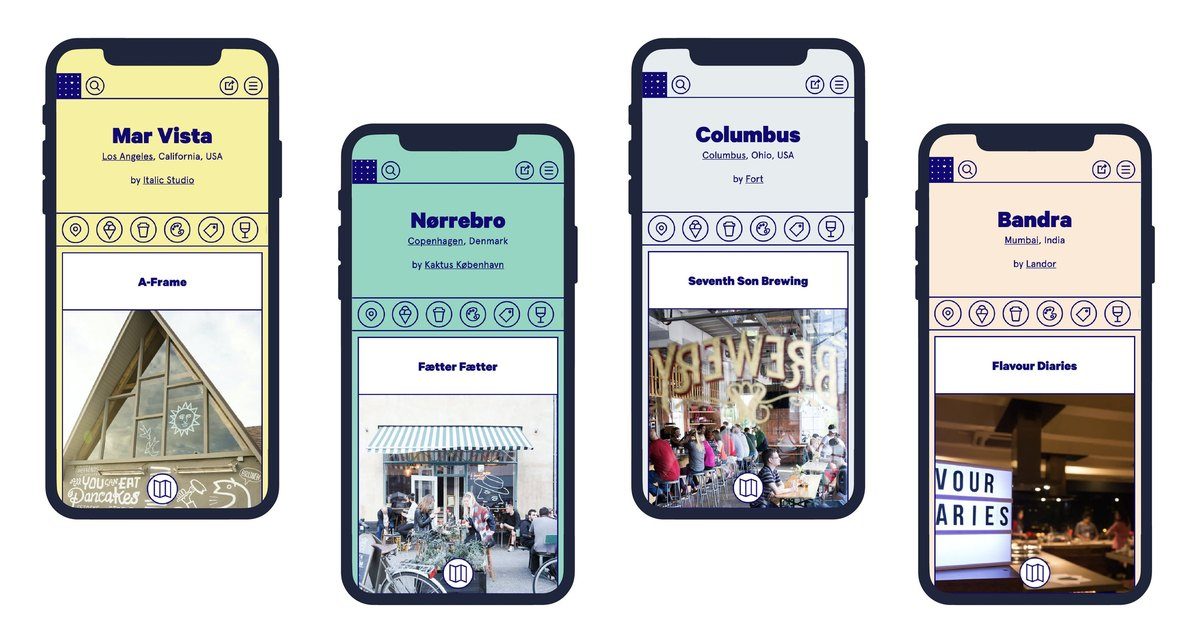 Mar Vista
Los Angeles, California, USA
by Italic Studio
A-Frame
YOU CAN EAT
Pancakes
Nørrebro
Copenhagen, Denmark
by Kaktus København
Fætter Fætter
Columbus
Columbus, Ohio, USA
by Fort
Seventh Son Brewing
BREWERY
Bandra
Mumbai, India
by Landor
Flavour Diaries
VOUR
ARIES